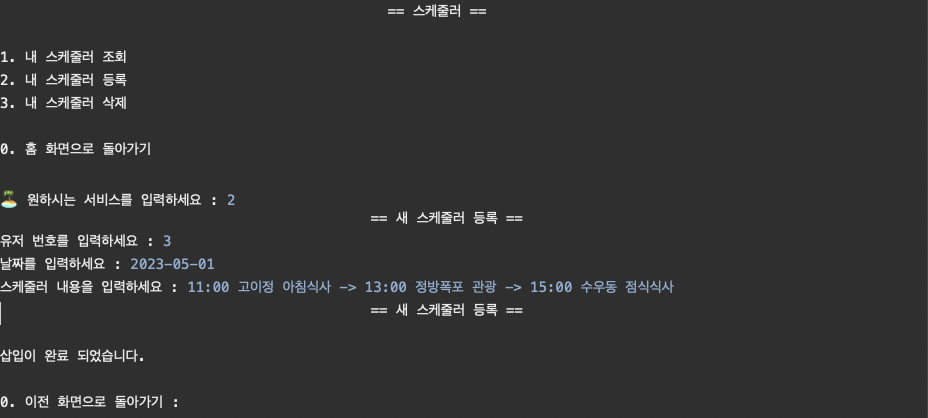 == 스케줄러 ==
1. 내 스케줄러 조회
2. 내 스케줄러 등록
3. 내 스케줄러 삭제
0. 홈 화면으로 돌아가기
🏝 원하시는 서비스를 입력하세요 : 2
== 새 스케줄러 등록 ==
유저 번호를 입력하세요 : 3
날짜를 입력하세요 : 2023-05-01
스케줄러 내용을 입력하세요 : 11:00 고이정 아침식사 -> 13:00 정방폭포 관광 -> 15:00 수우동 점식식사
== 새 스케줄러 등록 ==
삽입이 완료 되었습니다.
0. 이전 화면으로 돌아가기 :